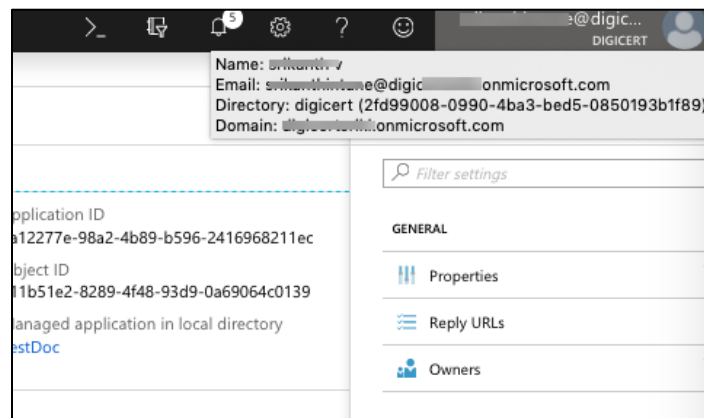 >_
5
?
e@digic...
DIGICERT
Name:
Email: @digic onmicrosoft.com
Directory: digicert (2fd99008-0990-4ba3-bed5-0850193b1f89)
Domain: .onmicrosoft.com
Filter settings
pplication ID
a12277e-98a2-4b89-b596-2416968211ec
GENERAL
bject ID
11b51e2-8289-4f48-93d9-0a69064c0139
Properties
lanaged application in local directory
estDoc
Reply URLs
Owners